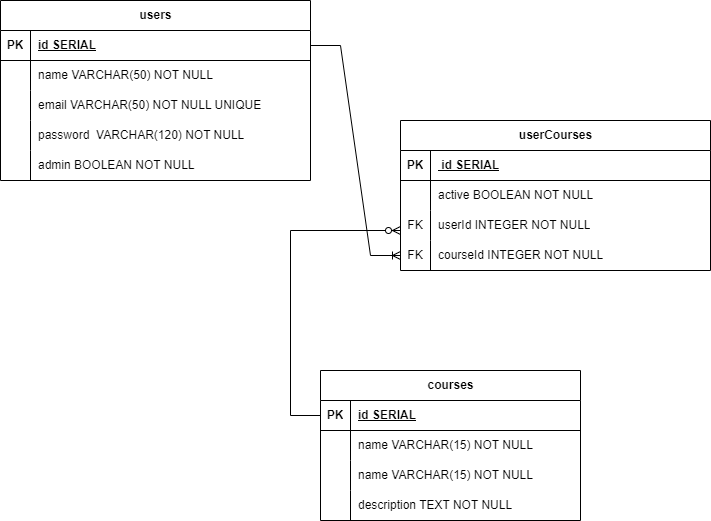 users
PK id SERIAL
name VARCHAR(50) NOT NULL
email VARCHAR(50) NOT NULL UNIQUE
password  VARCHAR(120) NOT NULL
admin BOOLEAN NOT NULL
userCourses
PK id SERIAL
active BOOLEAN NOT NULL
FK userId INTEGER NOT NULL
FK courseId INTEGER NOT NULL
courses
PK id SERIAL
name VARCHAR(15) NOT NULL
name VARCHAR(15) NOT NULL
description TEXT NOT NULL